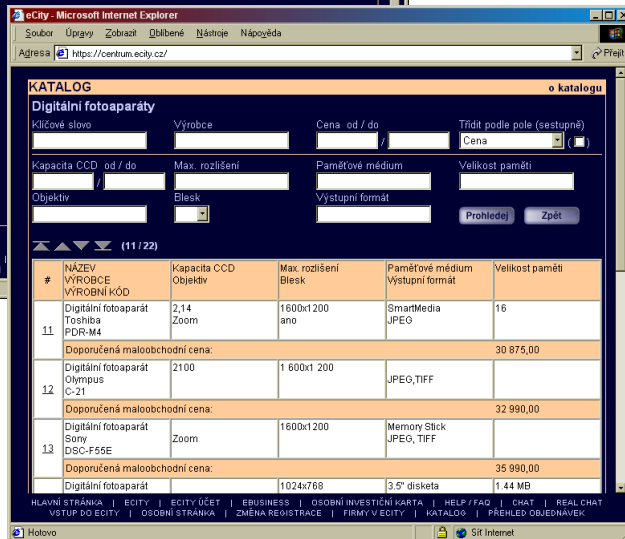 eCity - Microsoft Internet Explorer
Soubor Úpravy Zobrazit Oblíbené Nástroje Nápověda
Adresa https://centrum.ecity.cz/ Přejít
KATALOG o katalogu
Digitální fotoaparáty
Klíčové slovo Výrobce Cena od / do Třídit podle pole (sestupně)
/ Cena ( )
Kapacita CCD od / do Max. rozlišení Paměťové médium Velikost paměti
/
Objektiv Blesk Výstupní formát
Prohledej Zpět
(11 / 22)
# NÁZEV VÝROBCE VÝROBNÍ KÓD Kapacita CCD Objektiv Max. rozlišení Blesk Paměťové médium Výstupní formát Velikost paměti
11 Digitální fotoaparát Toshiba PDR-M4 2,14 Zoom 1600x1200 ano SmartMedia JPEG 16
Doporučená maloobchodní cena: 30 875,00
12 Digitální fotoaparát Olympus C-21 2100 1 600x1 200 JPEG,TIFF
Doporučená maloobchodní cena: 32 990,00
13 Digitální fotoaparát Sony DSC-F55E Zoom 1600x1200 Memory Stick JPEG, TIFF
Doporučená maloobchodní cena: 35 990,00
Digitální fotoaparát 1024x768 3.5" disketa 1.44 MB
HLAVNÍ STRÁNKA | ECITY | ECITY ÚČET | EBUSINESS | OSOBNÍ INVESTIČNÍ KARTA | HELP / FAQ | CHAT | REAL CHAT
VSTUP DO ECITY | OSOBNÍ STRÁNKA | ZMĚNA REGISTRACE | FIRMY V ECITY | KATALOG | PŘEHLED OBJEDNÁVEK
Hotovo Síť Internet